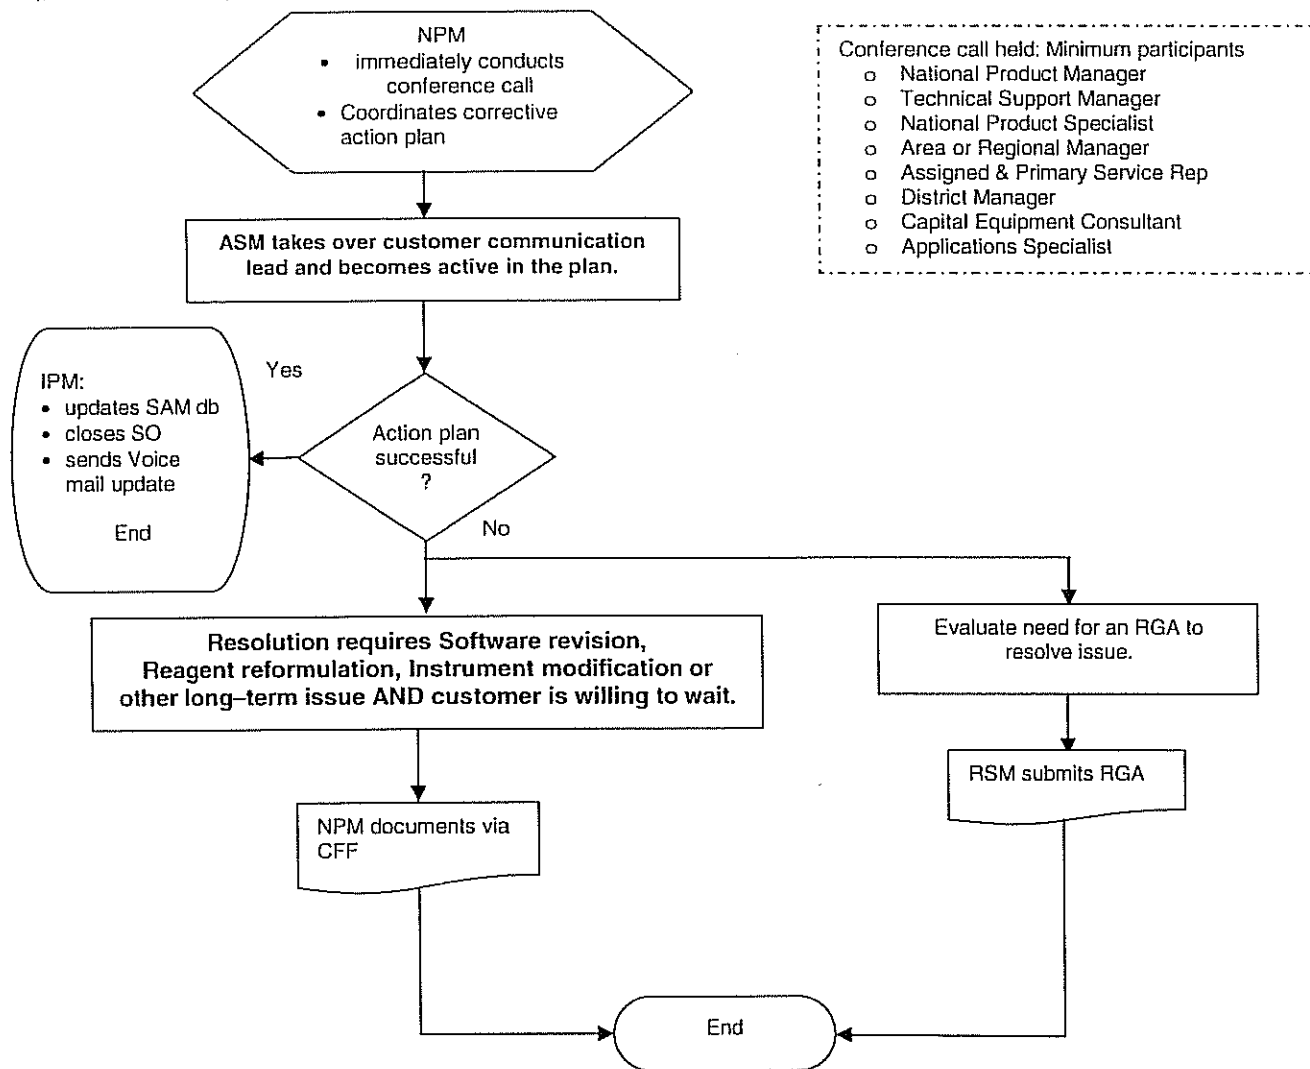 NPM
• immediately conducts
conference call
• Coordinates corrective
action plan
Conference call held: Minimum participants
o National Product Manager
o Technical Support Manager
o National Product Specialist
o Area or Regional Manager
o Assigned & Primary Service Rep
o District Manager
o Capital Equipment Consultant
o Applications Specialist
ASM takes over customer communication
lead and becomes active in the plan.
Yes
IPM:
• updates SAM db
• closes SO
• sends Voice
mail update
End
Action plan
successful
?
No
Resolution requires Software revision,
Reagent reformulation, Instrument modification or
other long–term issue AND customer is willing to wait.
Evaluate need for an RGA to
resolve issue.
NPM documents via
CFF
RSM submits RGA
End